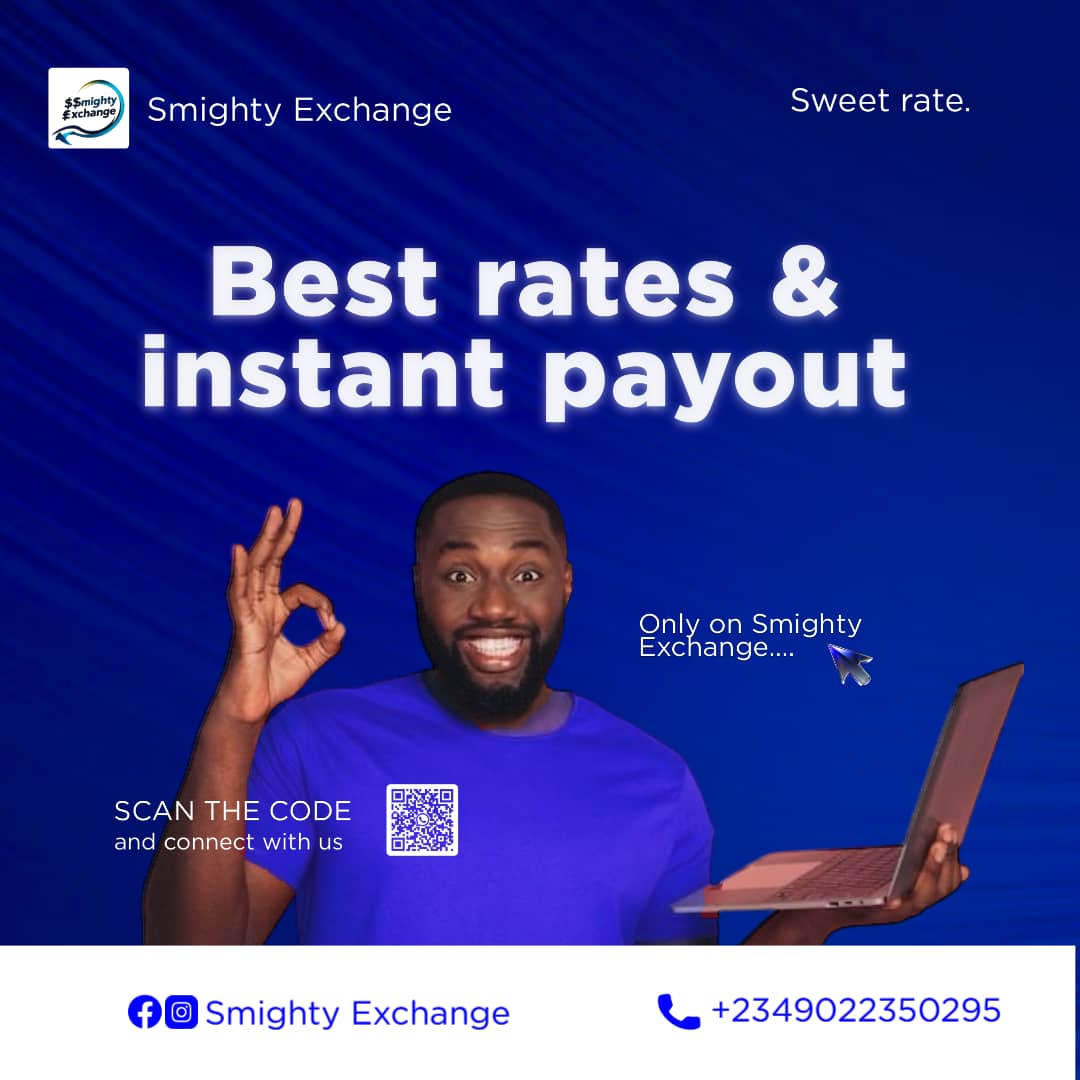 $Smighty
Exchange
Smighty Exchange
Sweet rate.
Best rates &
instant payout
Only on Smighty
Exchange....
SCAN THE CODE
and connect with us
Smighty Exchange
+2349022350295